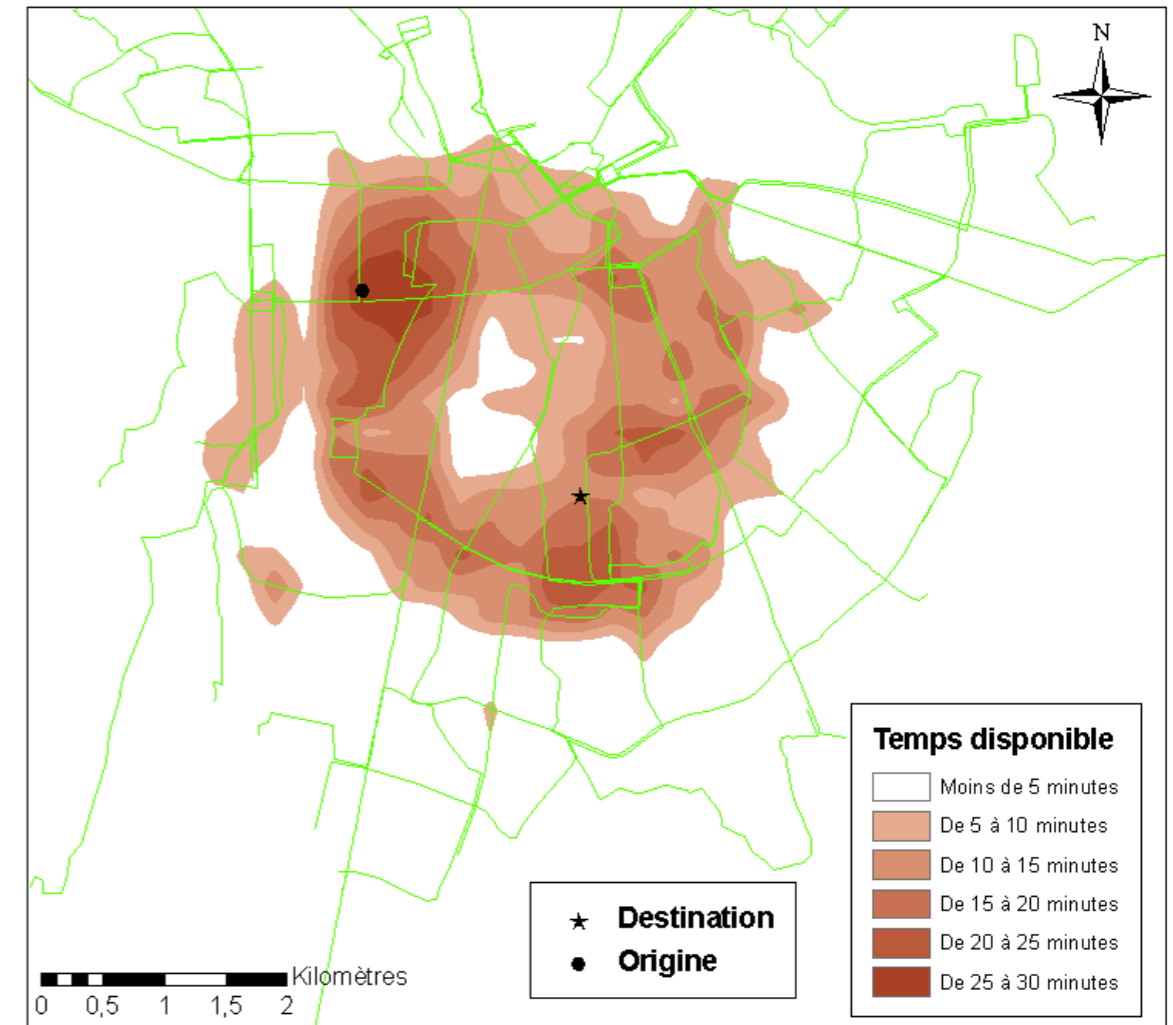 N
Temps disponible
Moins de 5 minutes
De 5 à 10 minutes
De 10 à 15 minutes
De 15 à 20 minutes
De 20 à 25 minutes
De 25 à 30 minutes
Destination
Origine
Kilomètres
0 0,5 1 1,5 2